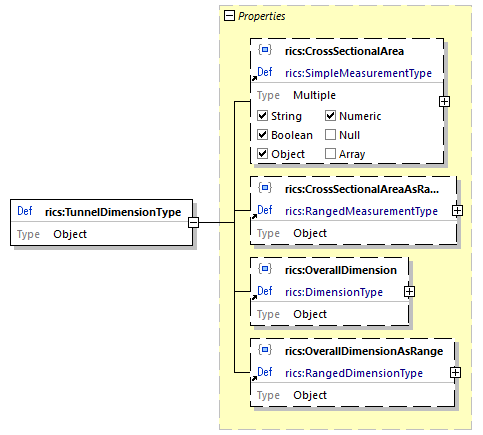 Properties
rics:CrossSectionalArea
Def rics:SimpleMeasurementType
Type Multiple
String Numeric
Boolean Null
Object Array
rics:CrossSectionalAreaAsRa...
Def rics:RangedMeasurementType
Type Object
Def rics:TunnelDimensionType
Type Object
rics:OverallDimension
Def rics:DimensionType
Type Object
rics:OverallDimensionAsRange
Def rics:RangedDimensionType
Type Object